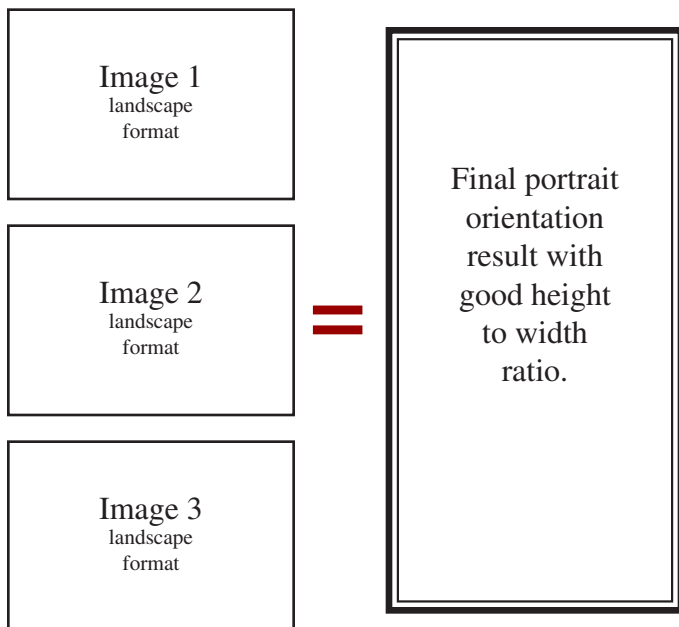 Image 1
landscape
format
Image 2
landscape
format
Image 3
landscape
format
=
Final portrait
orientation
result with
good height
to width
ratio.